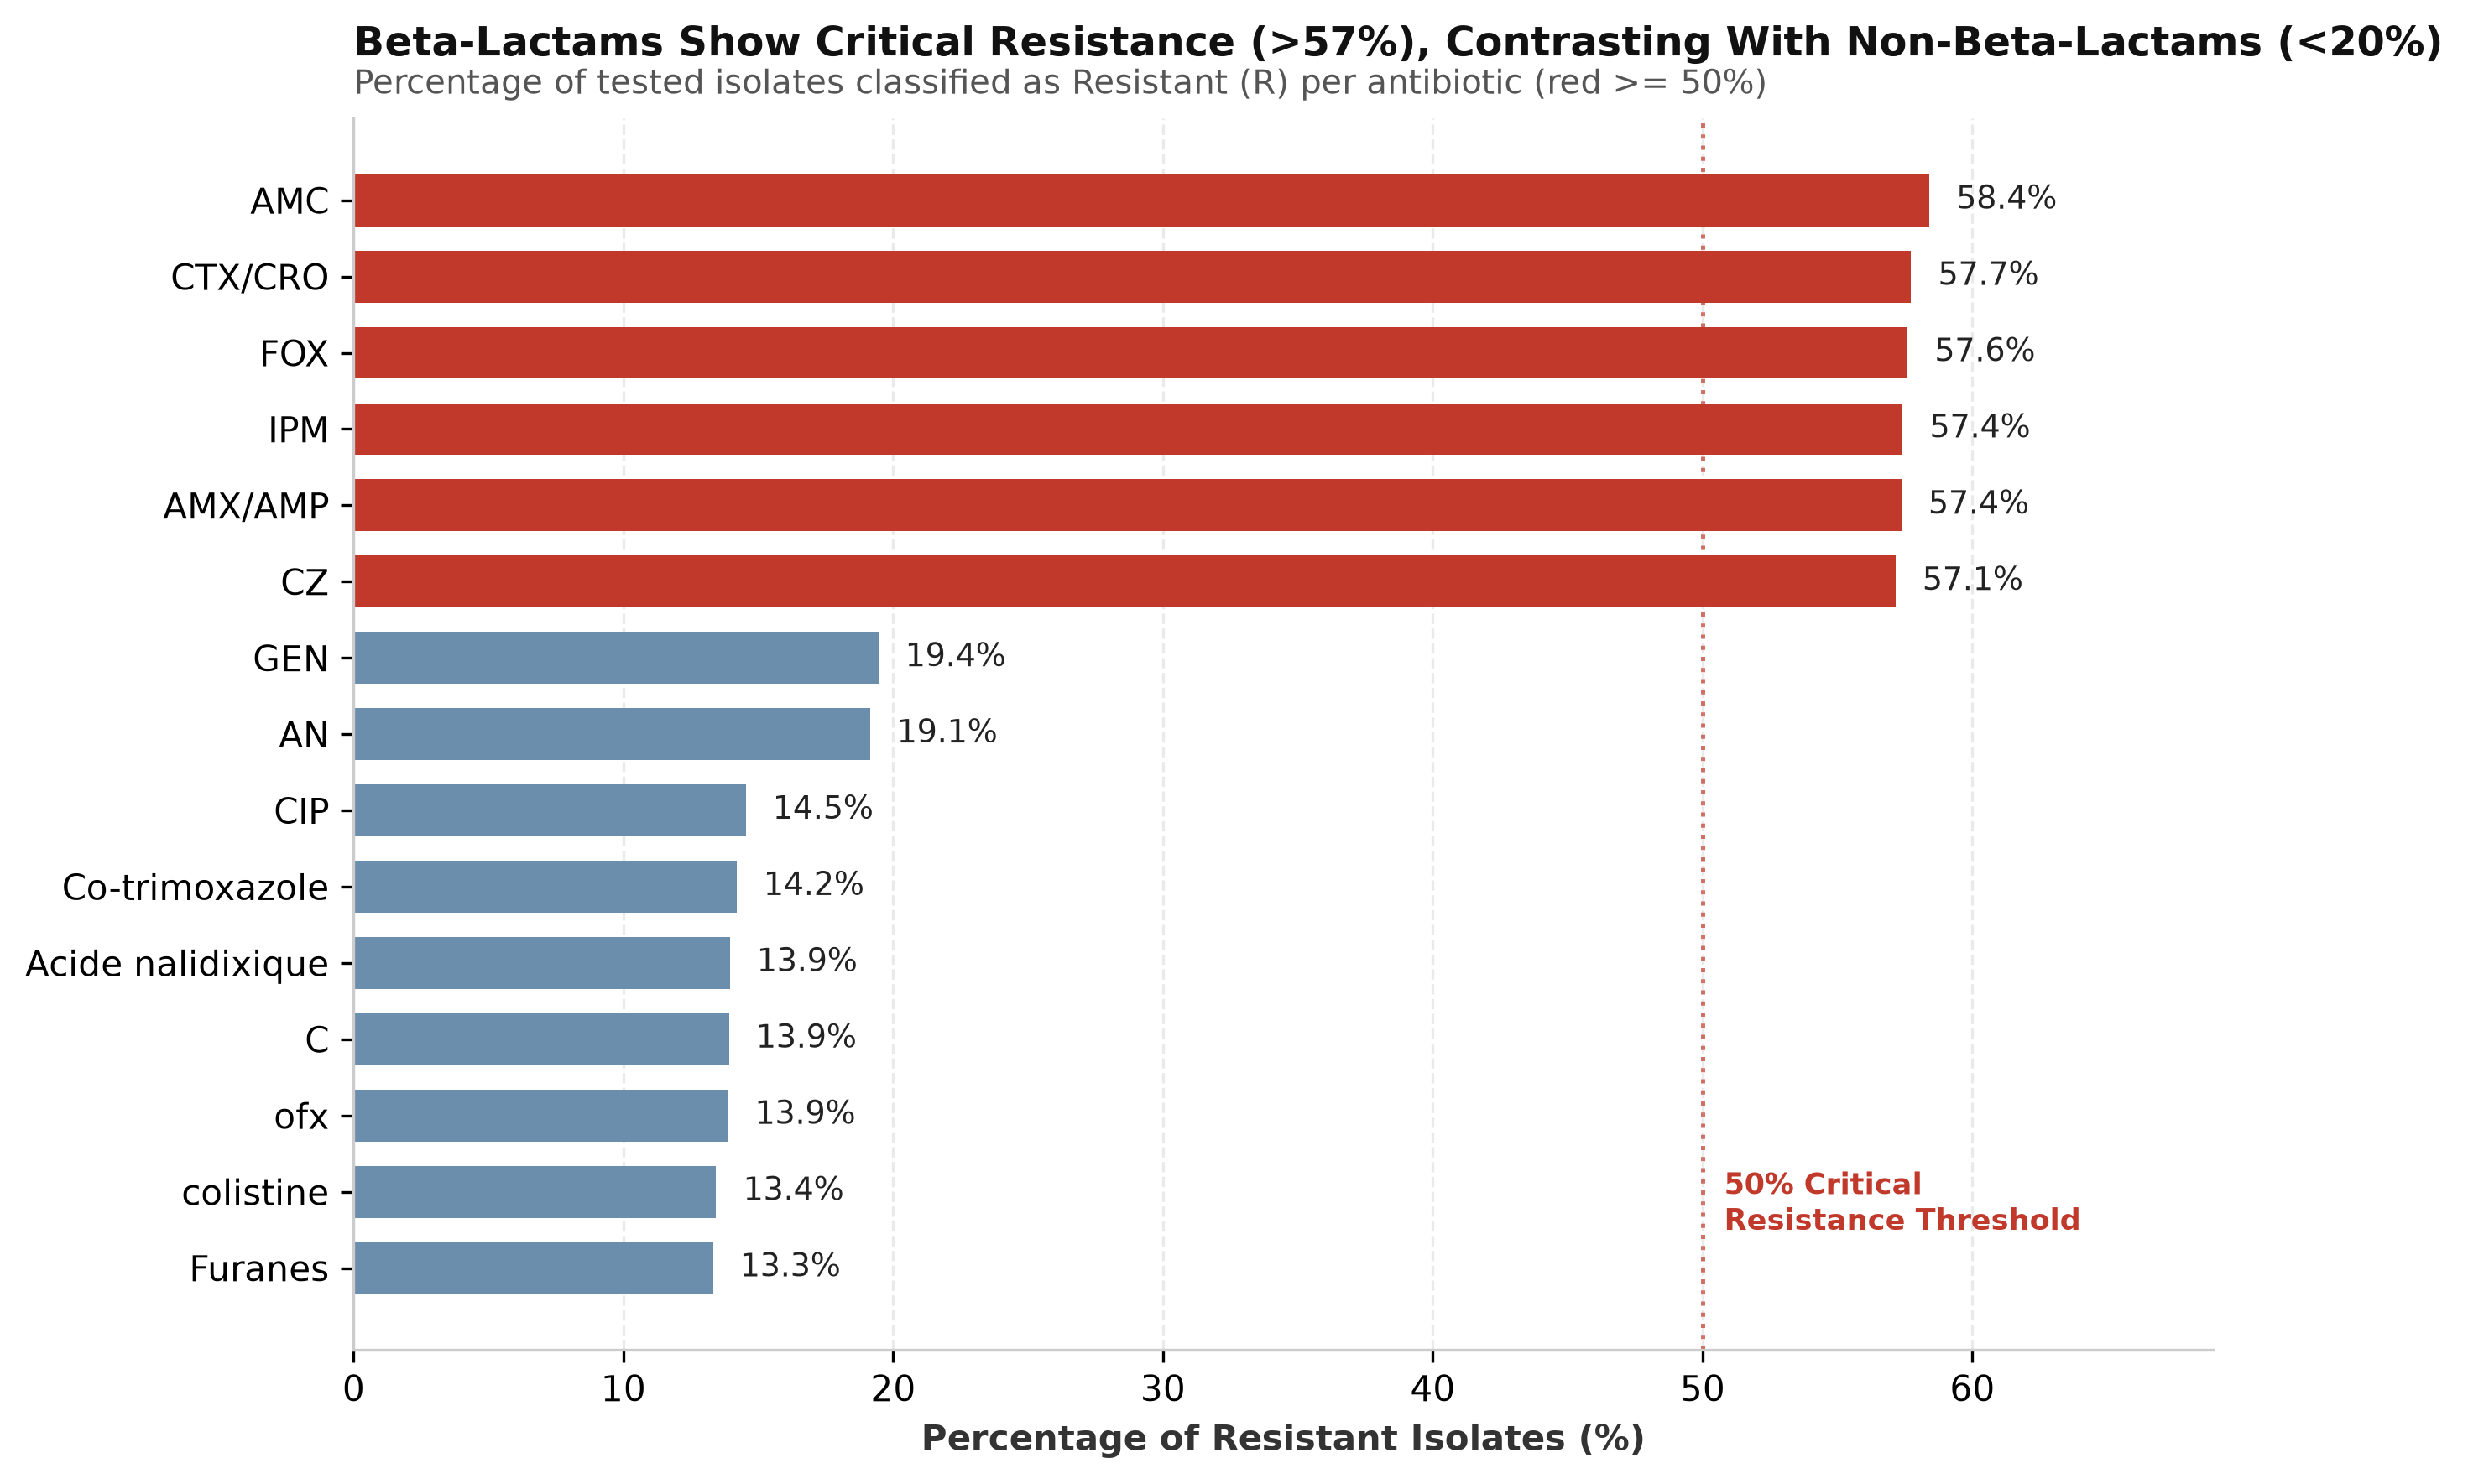 Beta-Lactams Show Critical Resistance (>57%), Contrasting With Non-Beta-Lactams (<20%)
Percentage of tested isolates classified as Resistant (R) per antibiotic (red >= 50%)
AMC 58.4%
CTX/CRO 57.7%
FOX 57.6%
IPM 57.4%
AMX/AMP 57.4%
CZ 57.1%
GEN 19.4%
AN 19.1%
CIP 14.5%
Co-trimoxazole 14.2%
Acide nalidixique 13.9%
C 13.9%
ofx 13.9%
colistine 13.4%
50% Critical
Resistance Threshold
Furanes 13.3%
0 10 20 30 40 50 60
Percentage of Resistant Isolates (%)